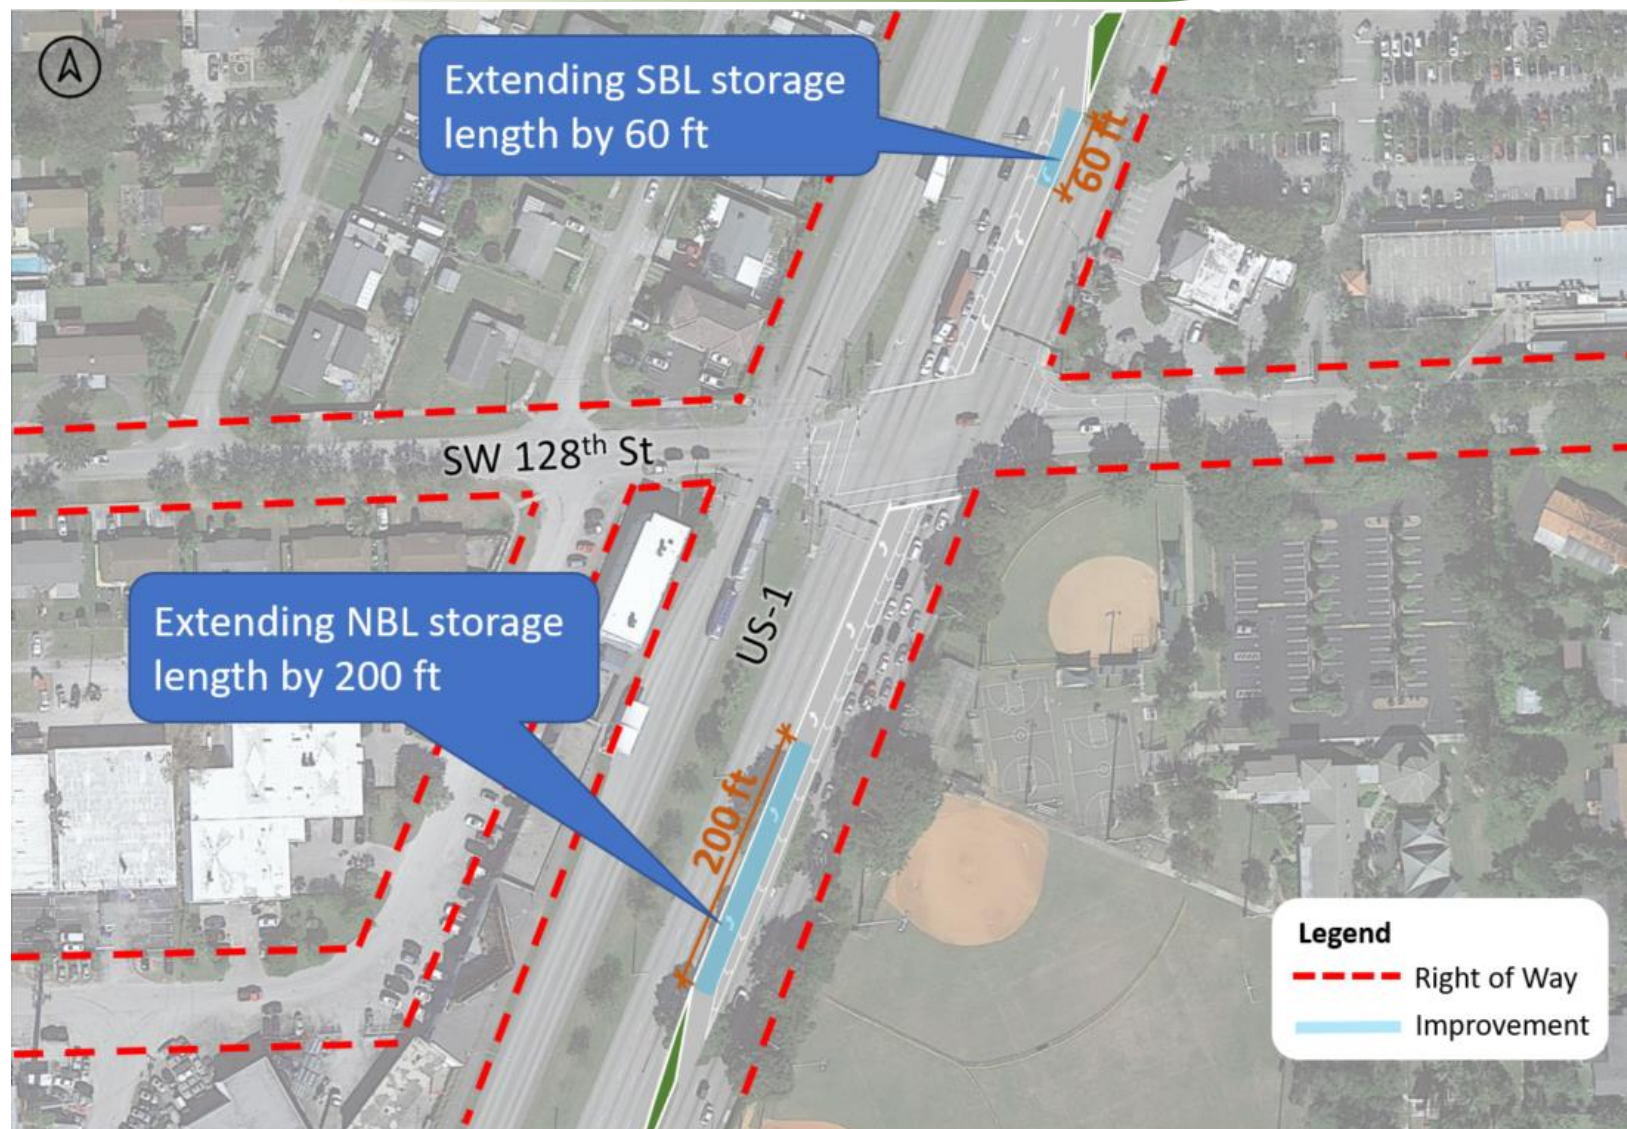 Extending SBL storage
length by 60 ft
60 ft
SW 128th St
US-1
Extending NBL storage
length by 200 ft
200 ft
Legend
Right of Way
Improvement